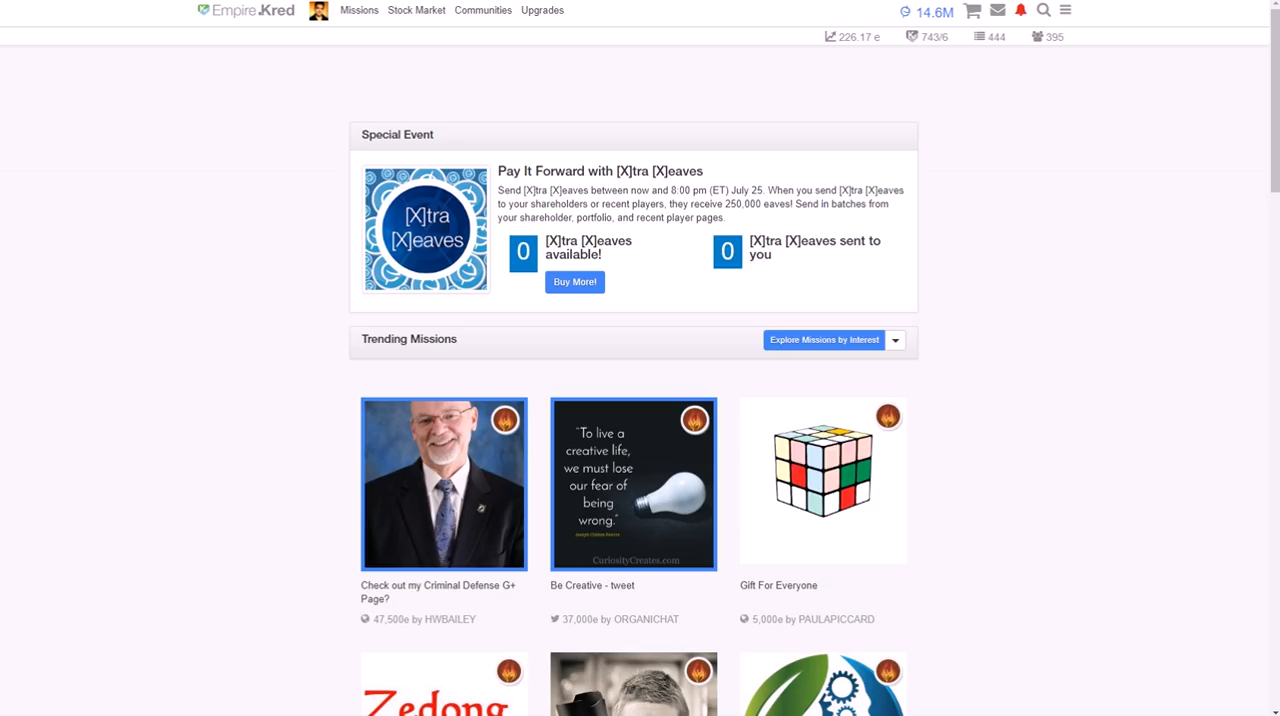 Empire.Kred
Missions Stock Market Communities Upgrades
14.6M
226.17 e 743/6 444 395
Special Event
[X]tra
[X]eaves
Pay It Forward with [X]tra [X]eaves
Send [X]tra [X]eaves between now and 8:00 pm (ET) July 25. When you send [X]tra [X]eaves
to your shareholders or recent players, they receive 250,000 eaves! Send in batches from
your shareholder, portfolio, and recent player pages.
0 [X]tra [X]eaves
available!
Buy More!
0 [X]tra [X]eaves sent to
you
Trending Missions
Explore Missions by Interest
"To live a
creative life,
we must lose
our fear of
being
wrong."
CuriosityCreates.com
Check out my Criminal Defense G+
Page?
47,500e by HWBAILEY
Be Creative - tweet
37,000e by ORGANICHAT
Gift For Everyone
5,000e by PAULAPICCARD
Zedong